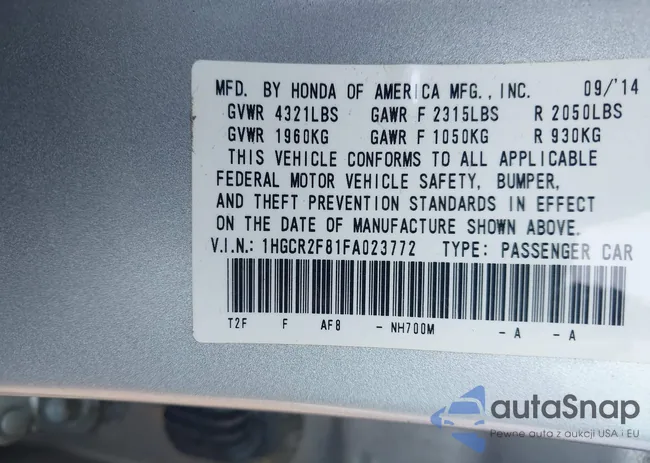 MFD. BY HONDA OF AMERICA MFG., INC. 09/'14
GVWR 4321LBS GAWR F 2315LBS R 2050LBS
GVWR 1960KG GAWR F 1050KG R 930KG
THIS VEHICLE CONFORMS TO ALL APPLICABLE
FEDERAL MOTOR VEHICLE SAFETY, BUMPER,
AND THEFT PREVENTION STANDARDS IN EFFECT
ON THE DATE OF MANUFACTURE SHOWN ABOVE.
V.I.N.: 1HGCR2F81FA023772 TYPE: PASSENGER CAR
T2F F AF8 - NH700M - A - A
autaSnap
Pewne auta z aukcji USA i EU